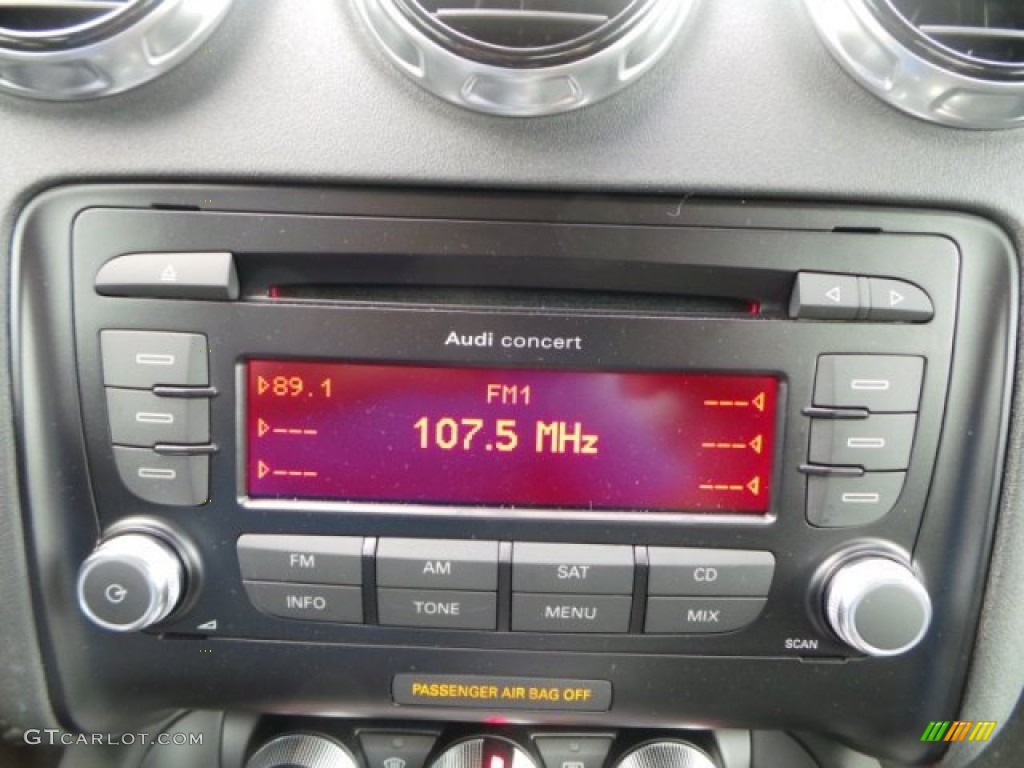 Audi concert
89.1 FM1 ---
--- 107.5 MHz ---
--- ---
FM AM SAT CD
INFO TONE MENU MIX
SCAN
PASSENGER AIR BAG OFF
GTCARLOT.COM